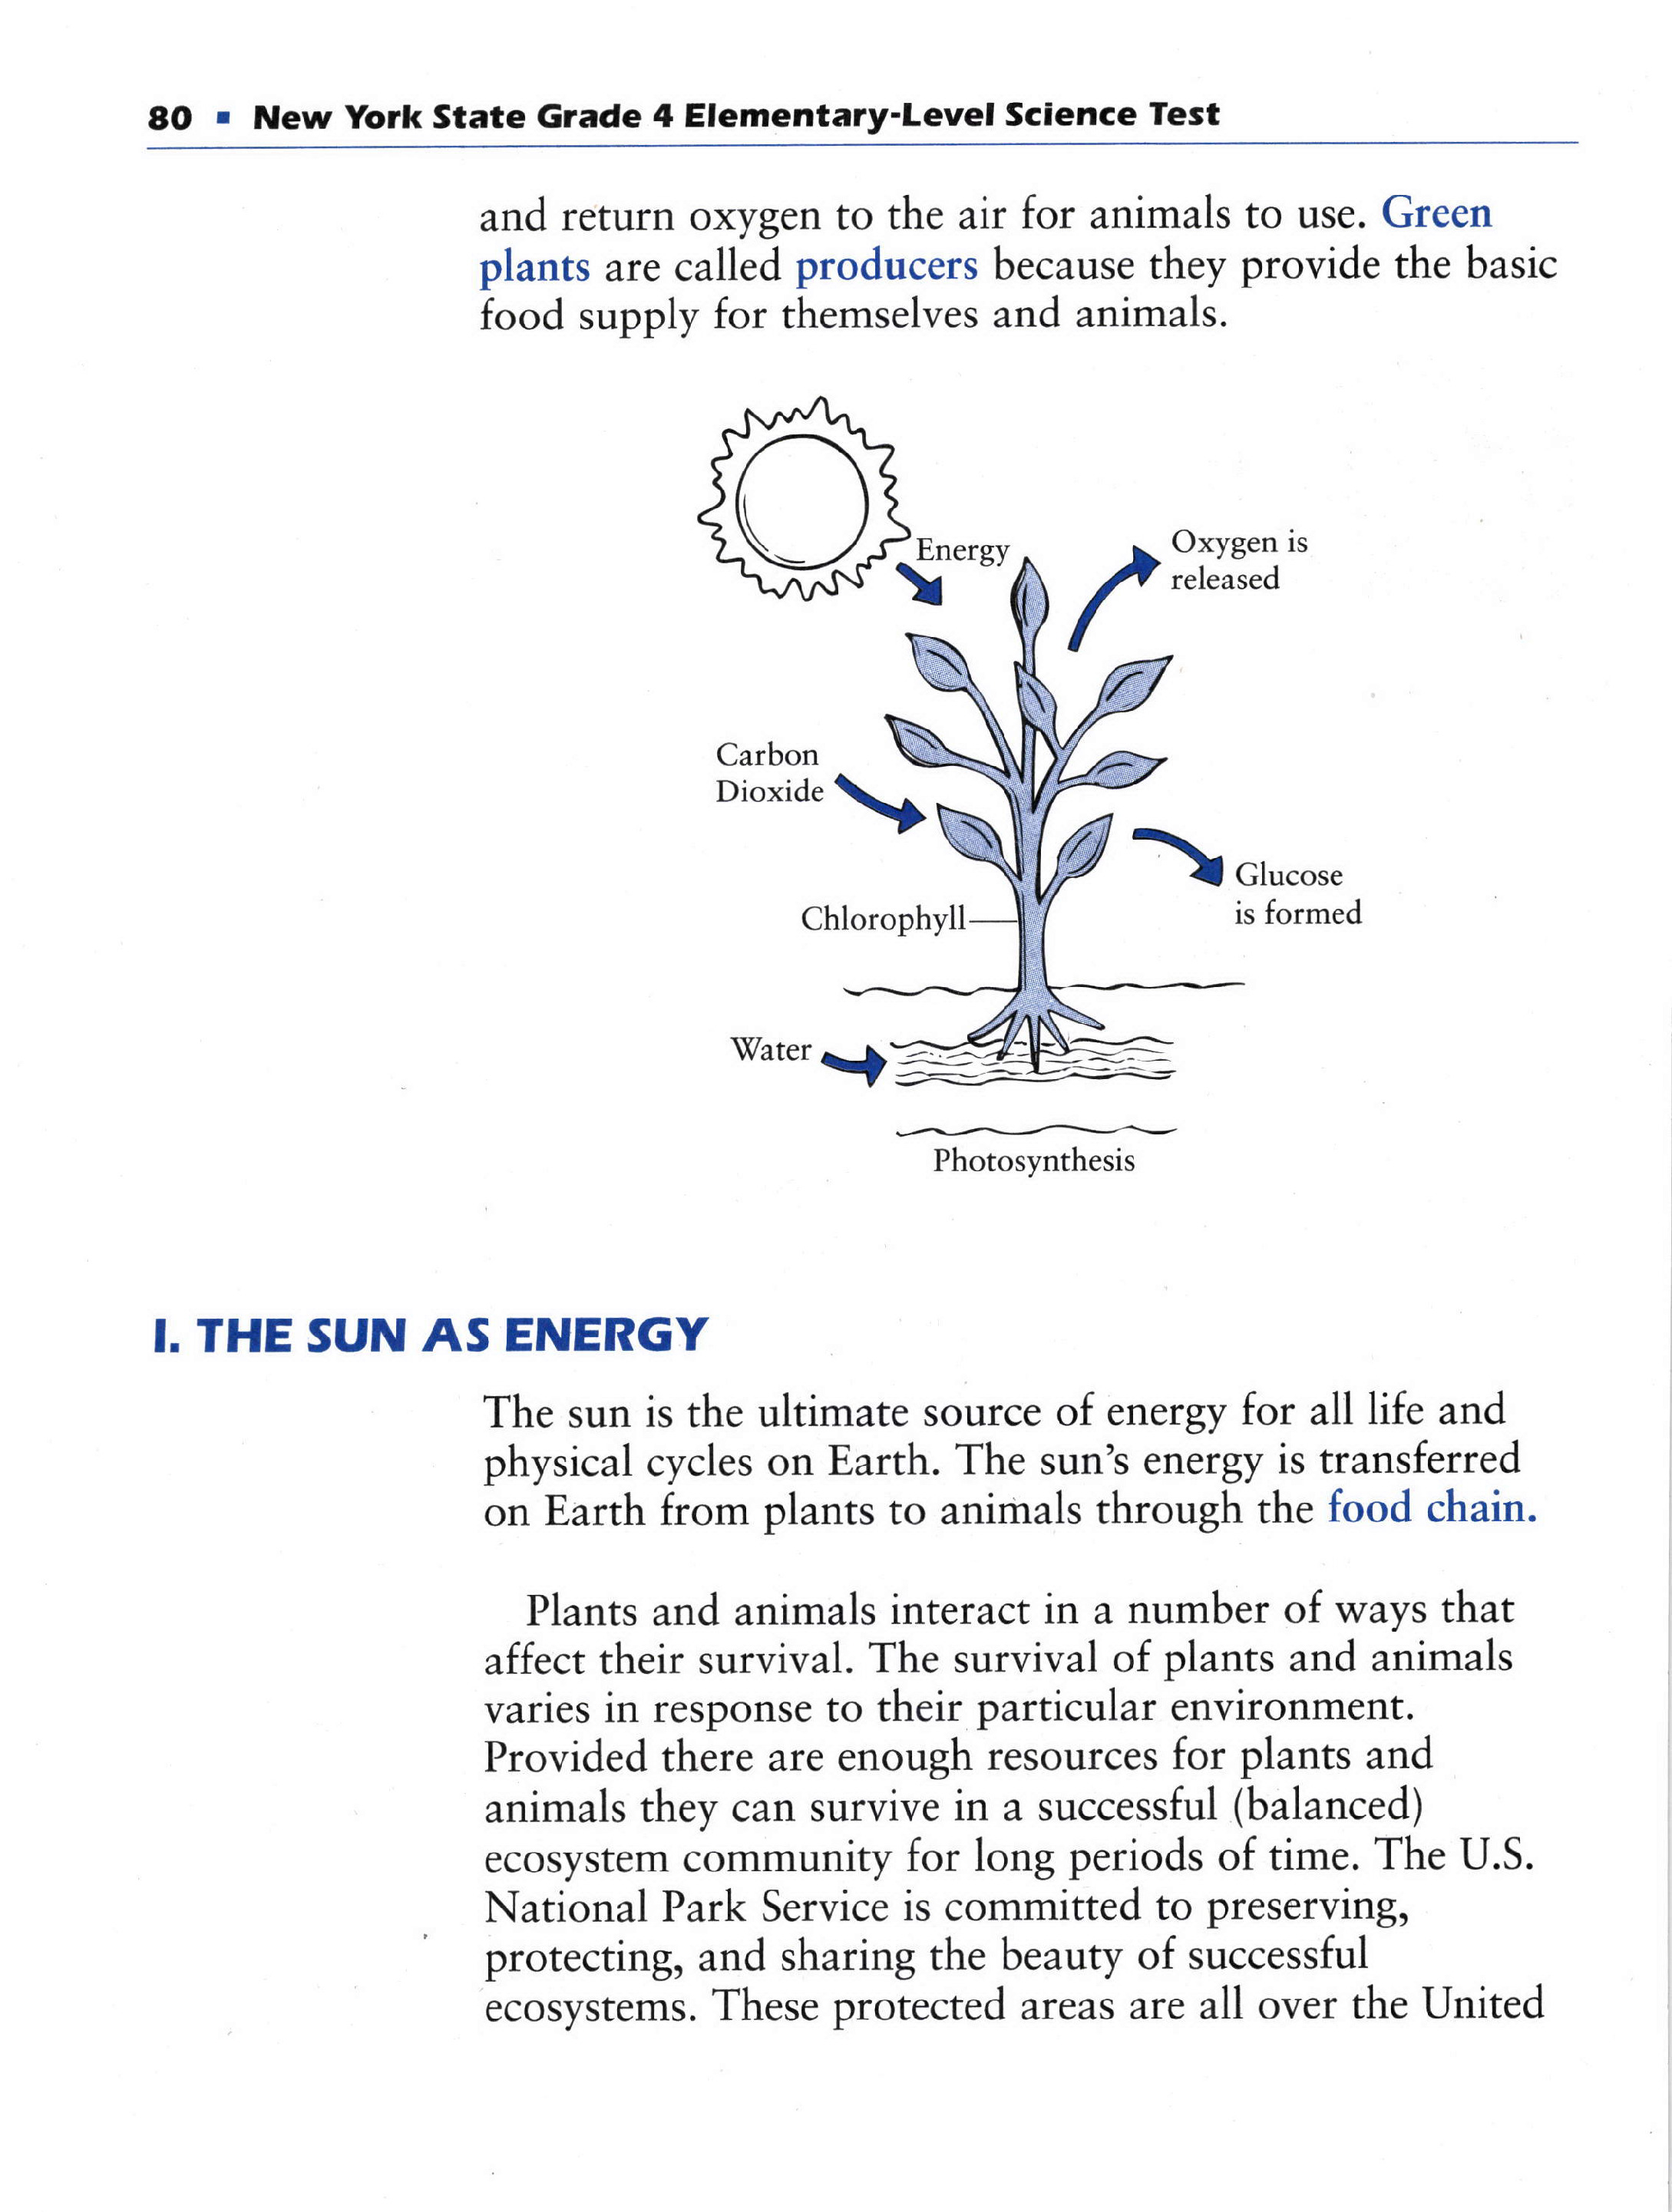 80 ▪ New York State Grade 4 Elementary-Level Science Test
and return oxygen to the air for animals to use. Green
plants are called producers because they provide the basic
food supply for themselves and animals.
Energy
Oxygen is
released
Carbon
Dioxide
Glucose
is formed
Chlorophyll
Water
Photosynthesis
I. THE SUN AS ENERGY
The sun is the ultimate source of energy for all life and
physical cycles on Earth. The sun's energy is transferred
on Earth from plants to animals through the food chain.
Plants and animals interact in a number of ways that
affect their survival. The survival of plants and animals
varies in response to their particular environment.
Provided there are enough resources for plants and
animals they can survive in a successful (balanced)
ecosystem community for long periods of time. The U.S.
National Park Service is committed to preserving,
protecting, and sharing the beauty of successful
ecosystems. These protected areas are all over the United